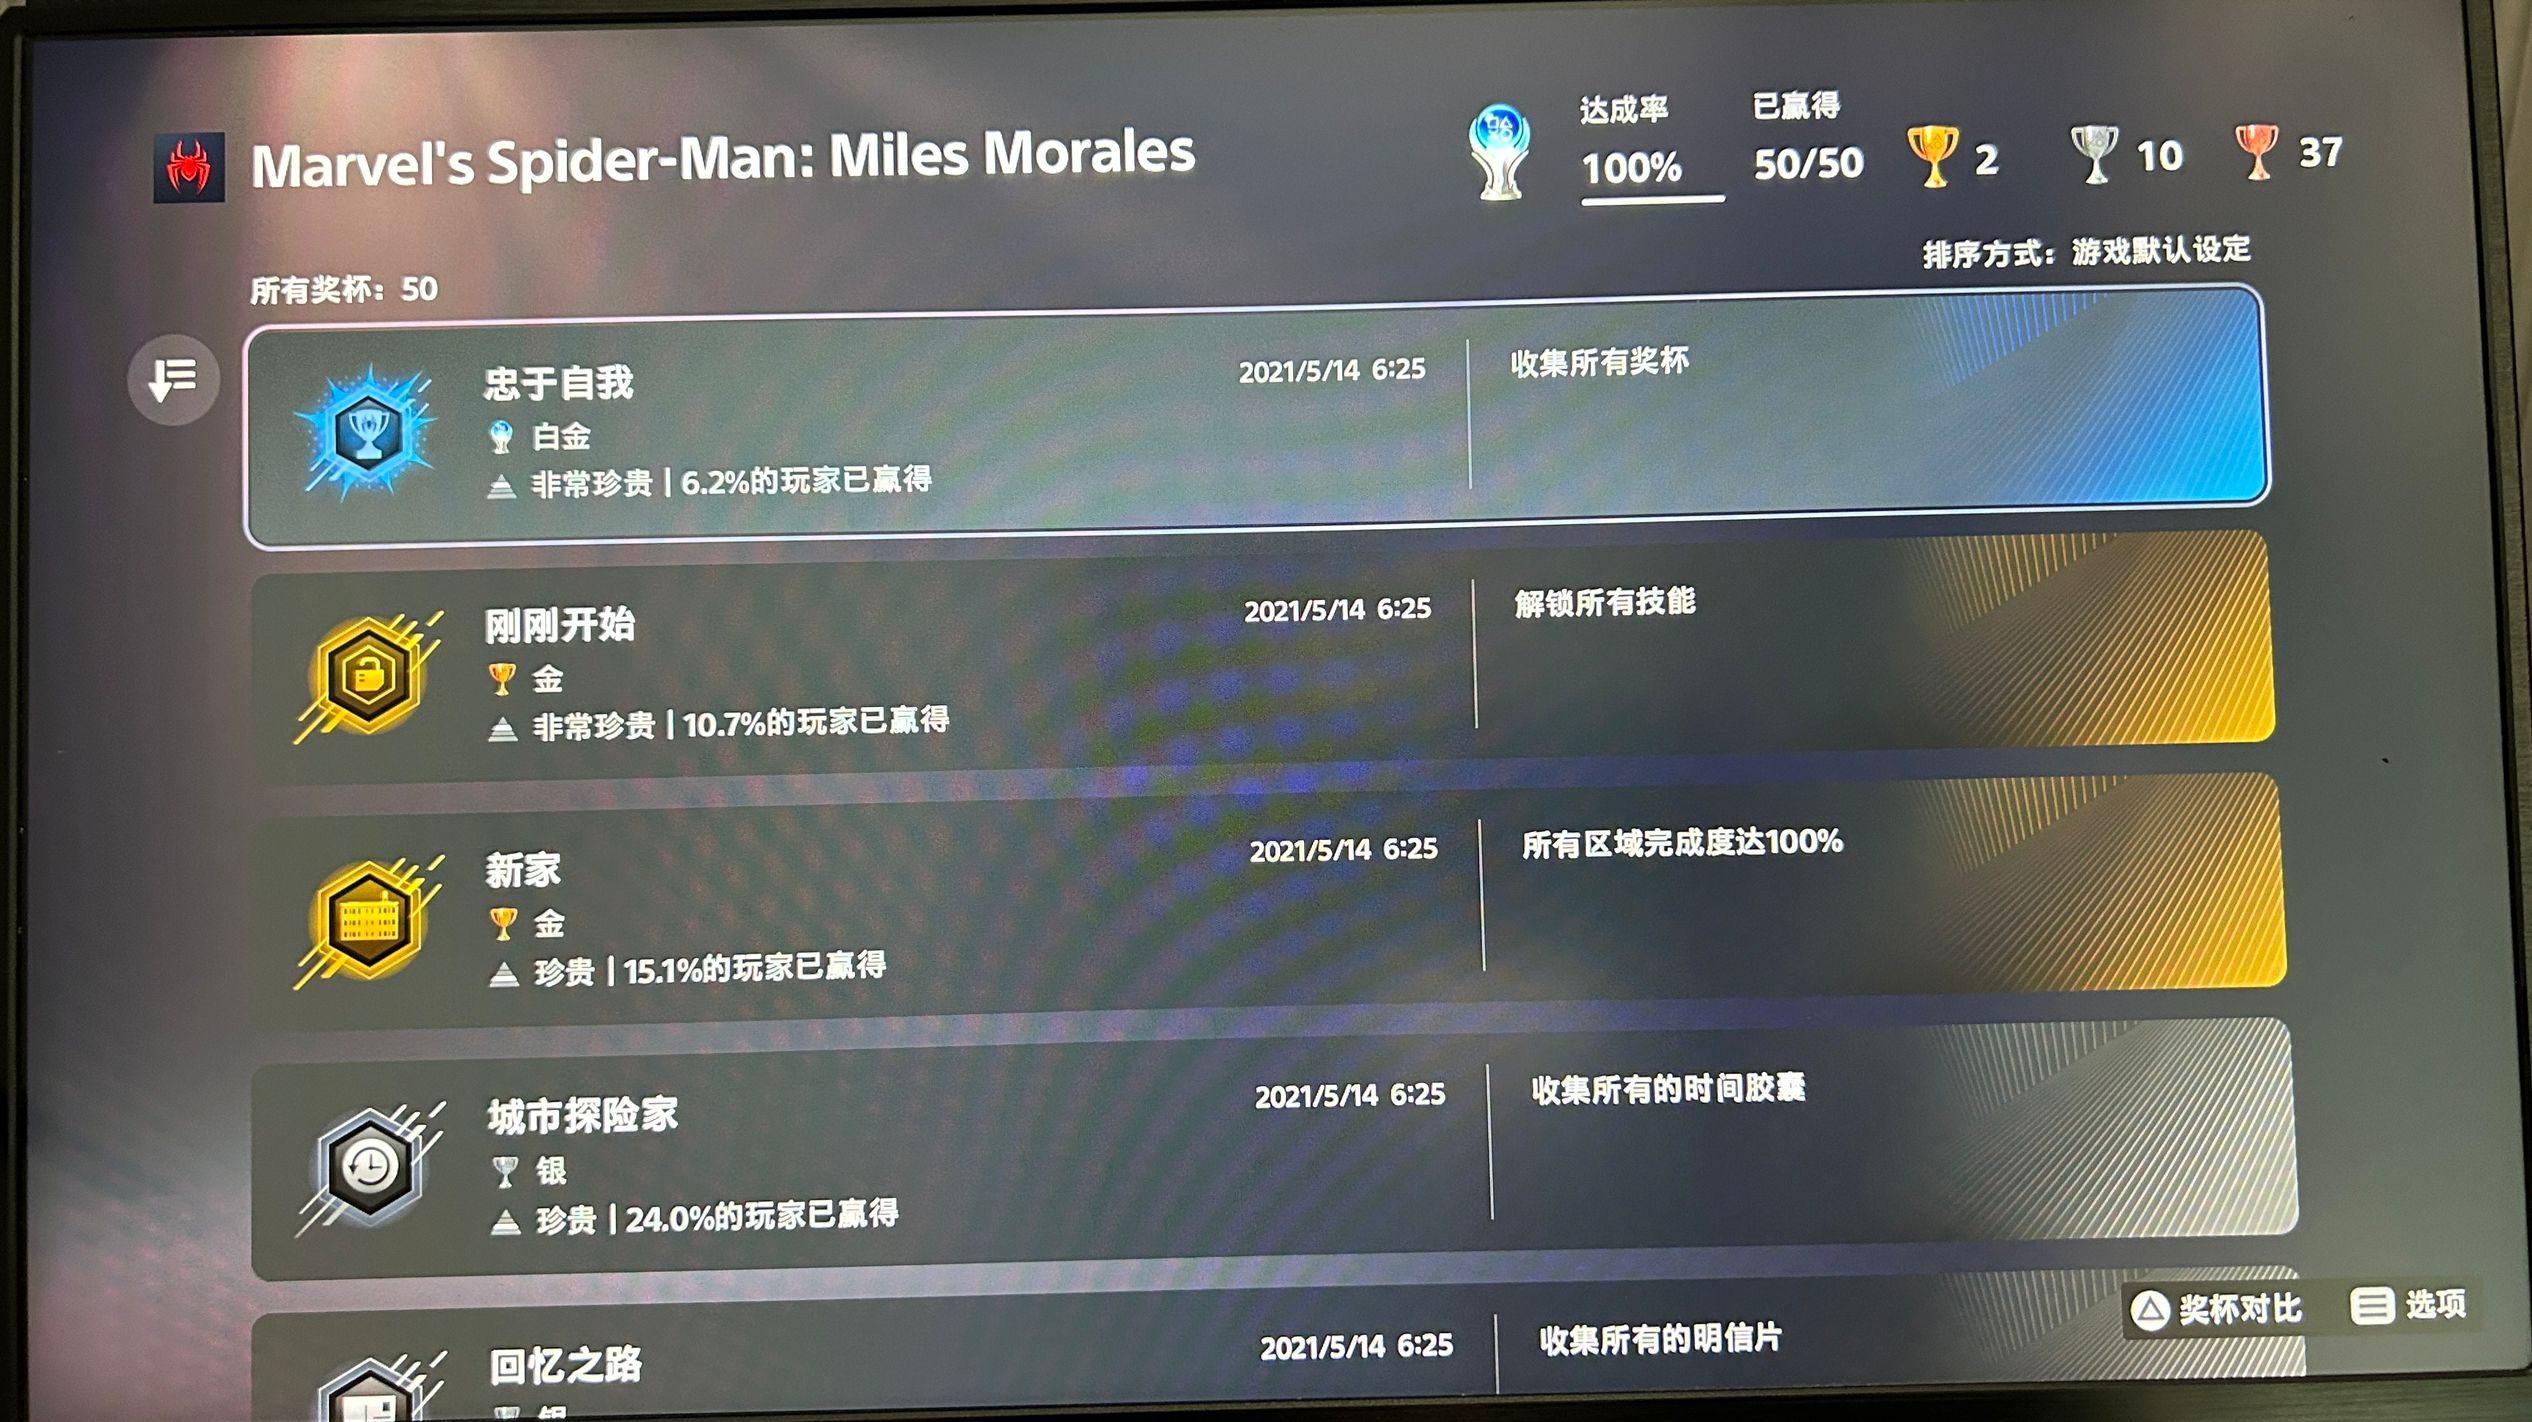 Marvel's Spider-Man: Miles Morales
达成率
100%
已赢得
50/50
2
10
37
所有奖杯：50
排序方式：游戏默认设定
忠于自我
白金
非常珍贵 | 6.2%的玩家已赢得
2021/5/14 6:25
收集所有奖杯
刚刚开始
金
非常珍贵 | 10.7%的玩家已赢得
2021/5/14 6:25
解锁所有技能
新家
金
珍贵 | 15.1%的玩家已赢得
2021/5/14 6:25
所有区域完成度达100%
城市探险家
银
珍贵 | 24.0%的玩家已赢得
2021/5/14 6:25
收集所有的时间胶囊
回忆之路
2021/5/14 6:25
收集所有的明信片
奖杯对比
选项